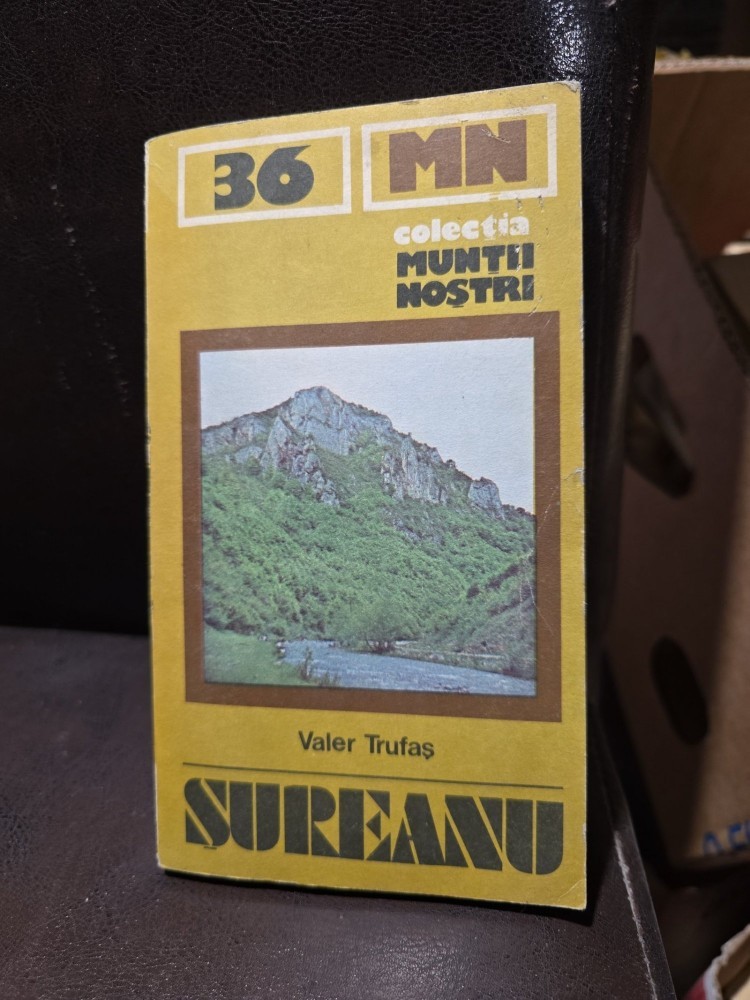 36
MN
colecția
MUNȚII
NOȘTRI
Valer Trufaș
ȘUREANU